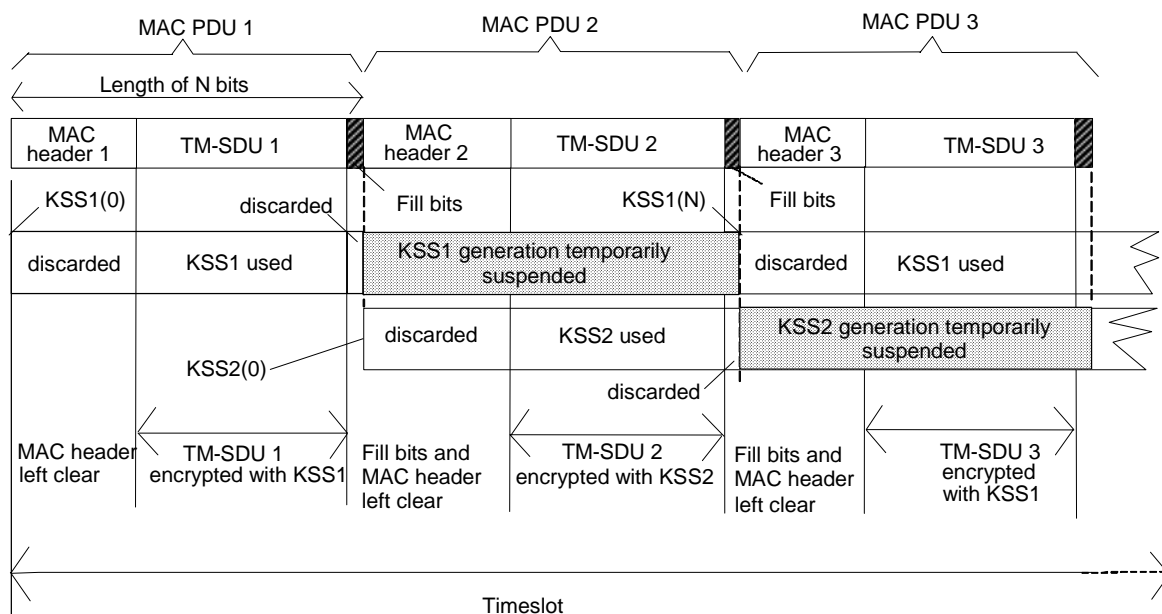 MAC PDU 1
MAC PDU 2
MAC PDU 3
Length of N bits
MAC
header 1
TM-SDU 1
MAC
header 2
TM-SDU 2
MAC
header 3
TM-SDU 3
KSS1(0)
discarded
Fill bits
KSS1(N)
Fill bits
discarded
KSS1 used
KSS1 generation temporarily
suspended
discarded
KSS1 used
KSS2(0)
discarded
KSS2 used
discarded
KSS2 generation temporarily
suspended
MAC header
left clear
TM-SDU 1
encrypted with KSS1
Fill bits and
MAC header
left clear
TM-SDU 2
encrypted with KSS2
Fill bits and
MAC header
left clear
TM-SDU 3
encrypted
with KSS1
Timeslot